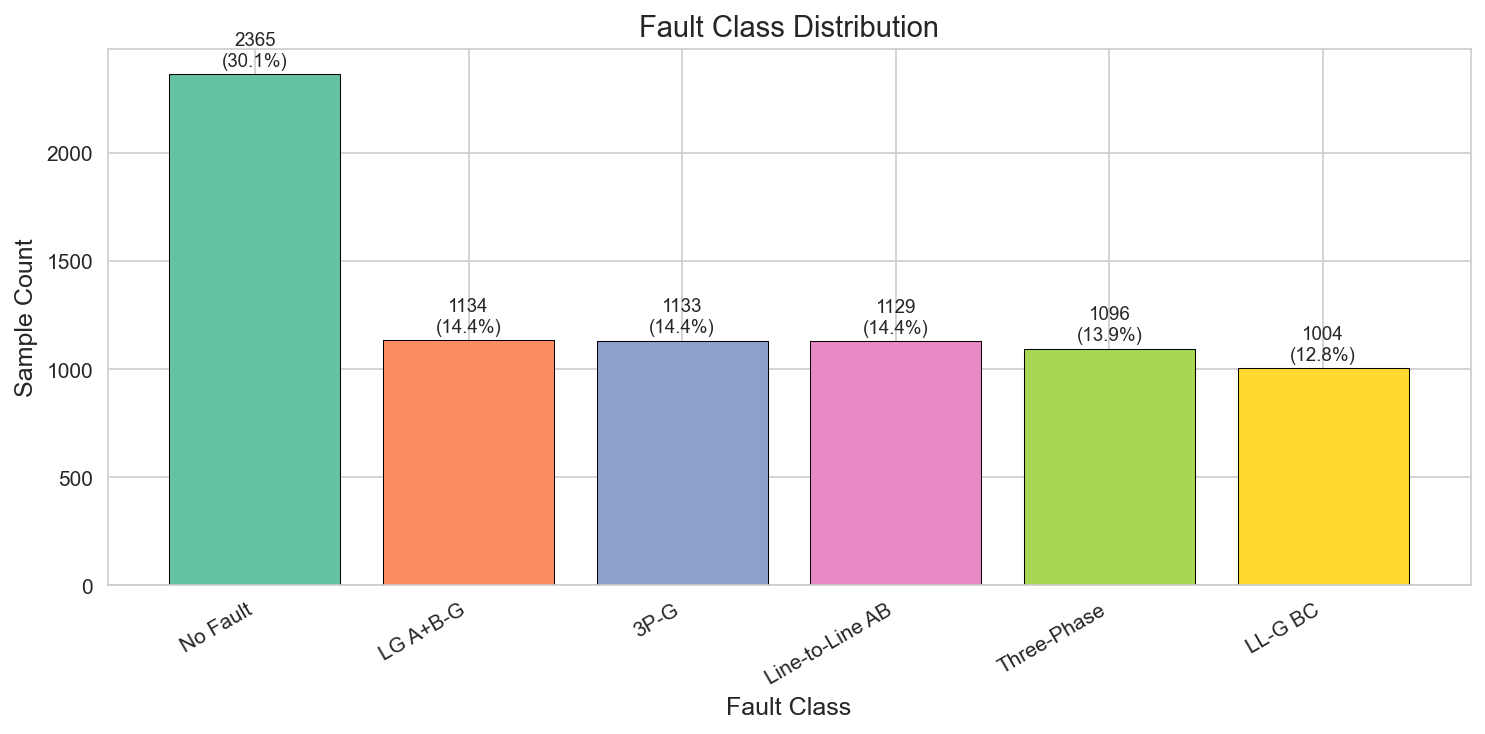 Fault Class Distribution
2365
(30.1%)
1134
(14.4%)
1133
(14.4%)
1129
(14.4%)
1096
(13.9%)
1004
(12.8%)
Sample Count
2000
1500
1000
500
0
No Fault
LG A+B-G
3P-G
Line-to-Line AB
Three-Phase
LL-G BC
Fault Class